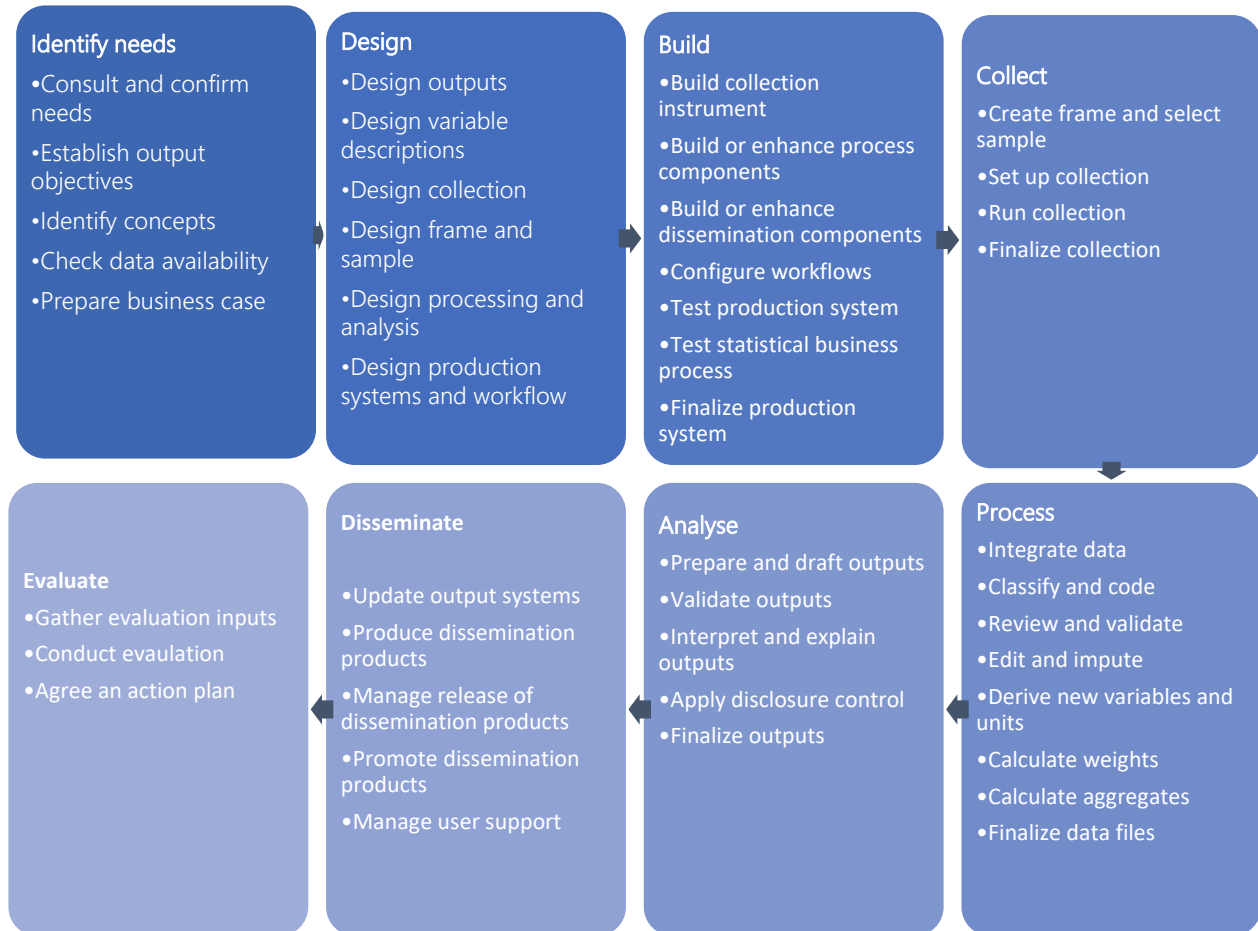 Identify needs
•Consult and confirm
needs
•Establish output
objectives
•Identify concepts
•Check data availability
•Prepare business case
Design
•Design outputs
•Design variable
descriptions
•Design collection
•Design frame and
sample
•Design processing and
analysis
•Design production
systems and workflow
Build
•Build collection
instrument
•Build or enhance process
components
•Build or enhance
dissemination components
•Configure workflows
•Test production system
•Test statistical business
process
•Finalize production
system
Collect
•Create frame and select
sample
•Set up collection
•Run collection
•Finalize collection
Process
•Integrate data
•Classify and code
•Review and validate
•Edit and impute
•Derive new variables and
units
•Calculate weights
•Calculate aggregates
•Finalize data files
Analyse
•Prepare and draft outputs
•Validate outputs
•Interpret and explain
outputs
•Apply disclosure control
•Finalize outputs
Disseminate
•Update output systems
•Produce dissemination
products
•Manage release of
dissemination products
•Promote dissemination
products
•Manage user support
Evaluate
•Gather evaluation inputs
•Conduct evaulation
•Agree an action plan